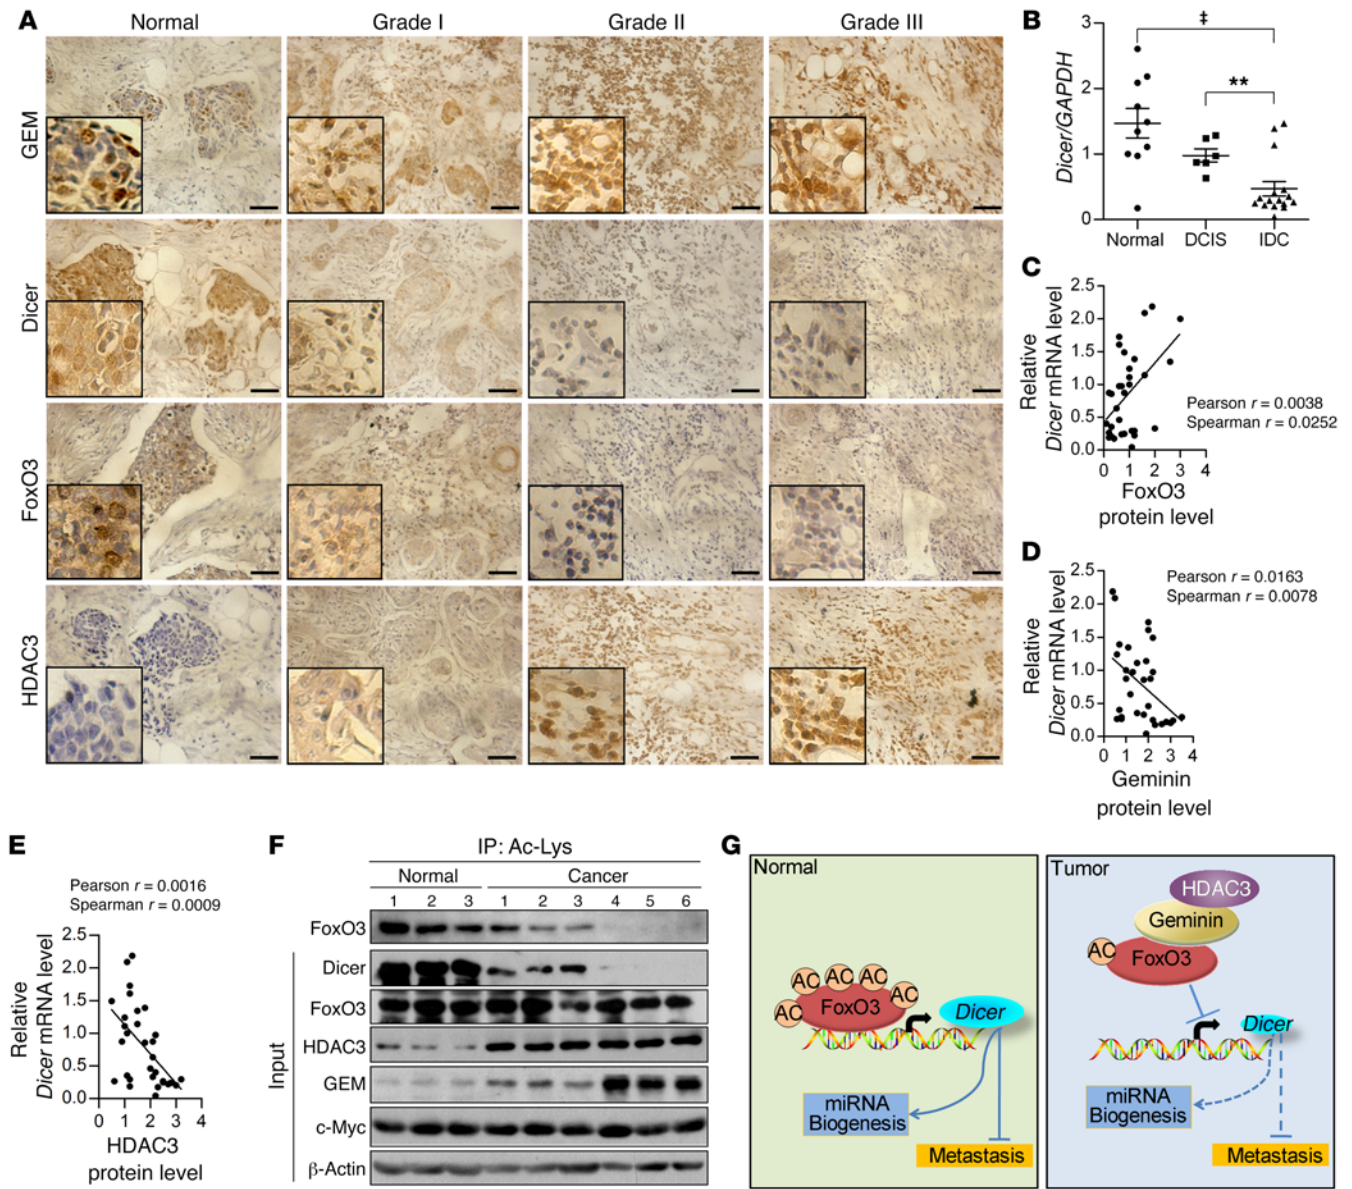 A
Normal
Grade I
Grade II
Grade III
GEM
Dicer
FoxO3
HDAC3
B
Dicer/GAPDH
3
2
1
0
‡
**
Normal
DCIS
IDC
C
Relative
Dicer mRNA level
2.5
2.0
1.5
1.0
0.5
0.0
Pearson r = 0.0038
Spearman r = 0.0252
0 1 2 3 4
FoxO3
protein level
D
Relative
Dicer mRNA level
2.5
2.0
1.5
1.0
0.5
0.0
Pearson r = 0.0163
Spearman r = 0.0078
0 1 2 3 4
Geminin
protein level
E
Pearson r = 0.0016
Spearman r = 0.0009
Relative
Dicer mRNA level
2.5
2.0
1.5
1.0
0.5
0.0
0 1 2 3 4
HDAC3
protein level
F
IP: Ac-Lys
Normal
Cancer
1 2 3 1 2 3 4 5 6
FoxO3
Input
Dicer
FoxO3
HDAC3
GEM
c-Myc
β-Actin
G
Normal
AC AC AC AC AC
FoxO3
Dicer
miRNA
Biogenesis
Metastasis
Tumor
HDAC3
Geminin
AC
FoxO3
Dicer
miRNA
Biogenesis
Metastasis